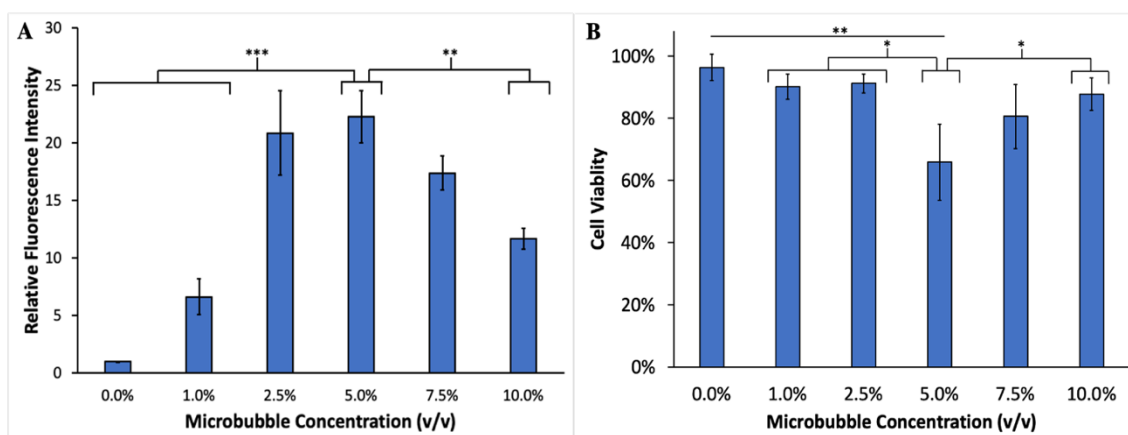 A
Relative Fluorescence Intensity
30
25
20
15
10
5
0
***
**
0.0% 1.0% 2.5% 5.0% 7.5% 10.0%
Microbubble Concentration (v/v)
B
Cell Viablity
100%
80%
60%
40%
20%
0%
**
*
*
0.0% 1.0% 2.5% 5.0% 7.5% 10.0%
Microbubble Concentration (v/v)